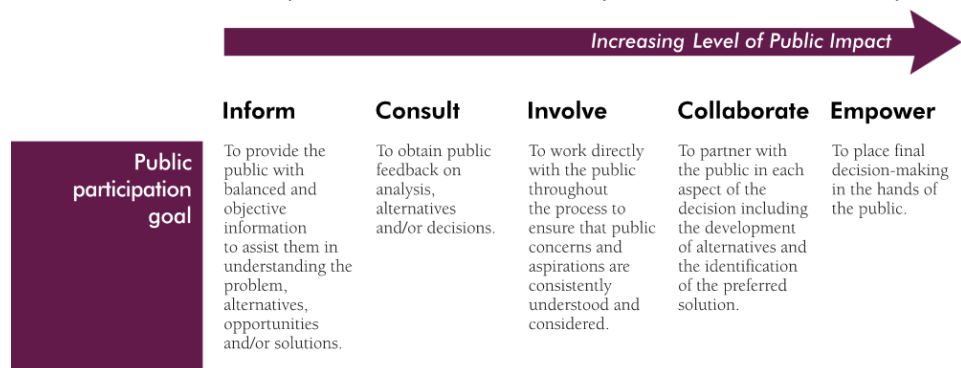 Increasing Level of Public Impact
Inform
Consult
Involve
Collaborate
Empower
Public
participation
goal
To provide the
public with
balanced and
objective
information
to assist them in
understanding the
problem,
alternatives,
opportunities
and/or solutions.
To obtain public
feedback on
analysis,
alternatives
and/or decisions.
To work directly
with the public
throughout
the process to
ensure that public
concerns and
aspirations are
consistently
understood and
considered.
To partner with
the public in each
aspect of the
decision including
the development
of alternatives and
the identification
of the preferred
solution.
To place final
decision-making
in the hands of
the public.